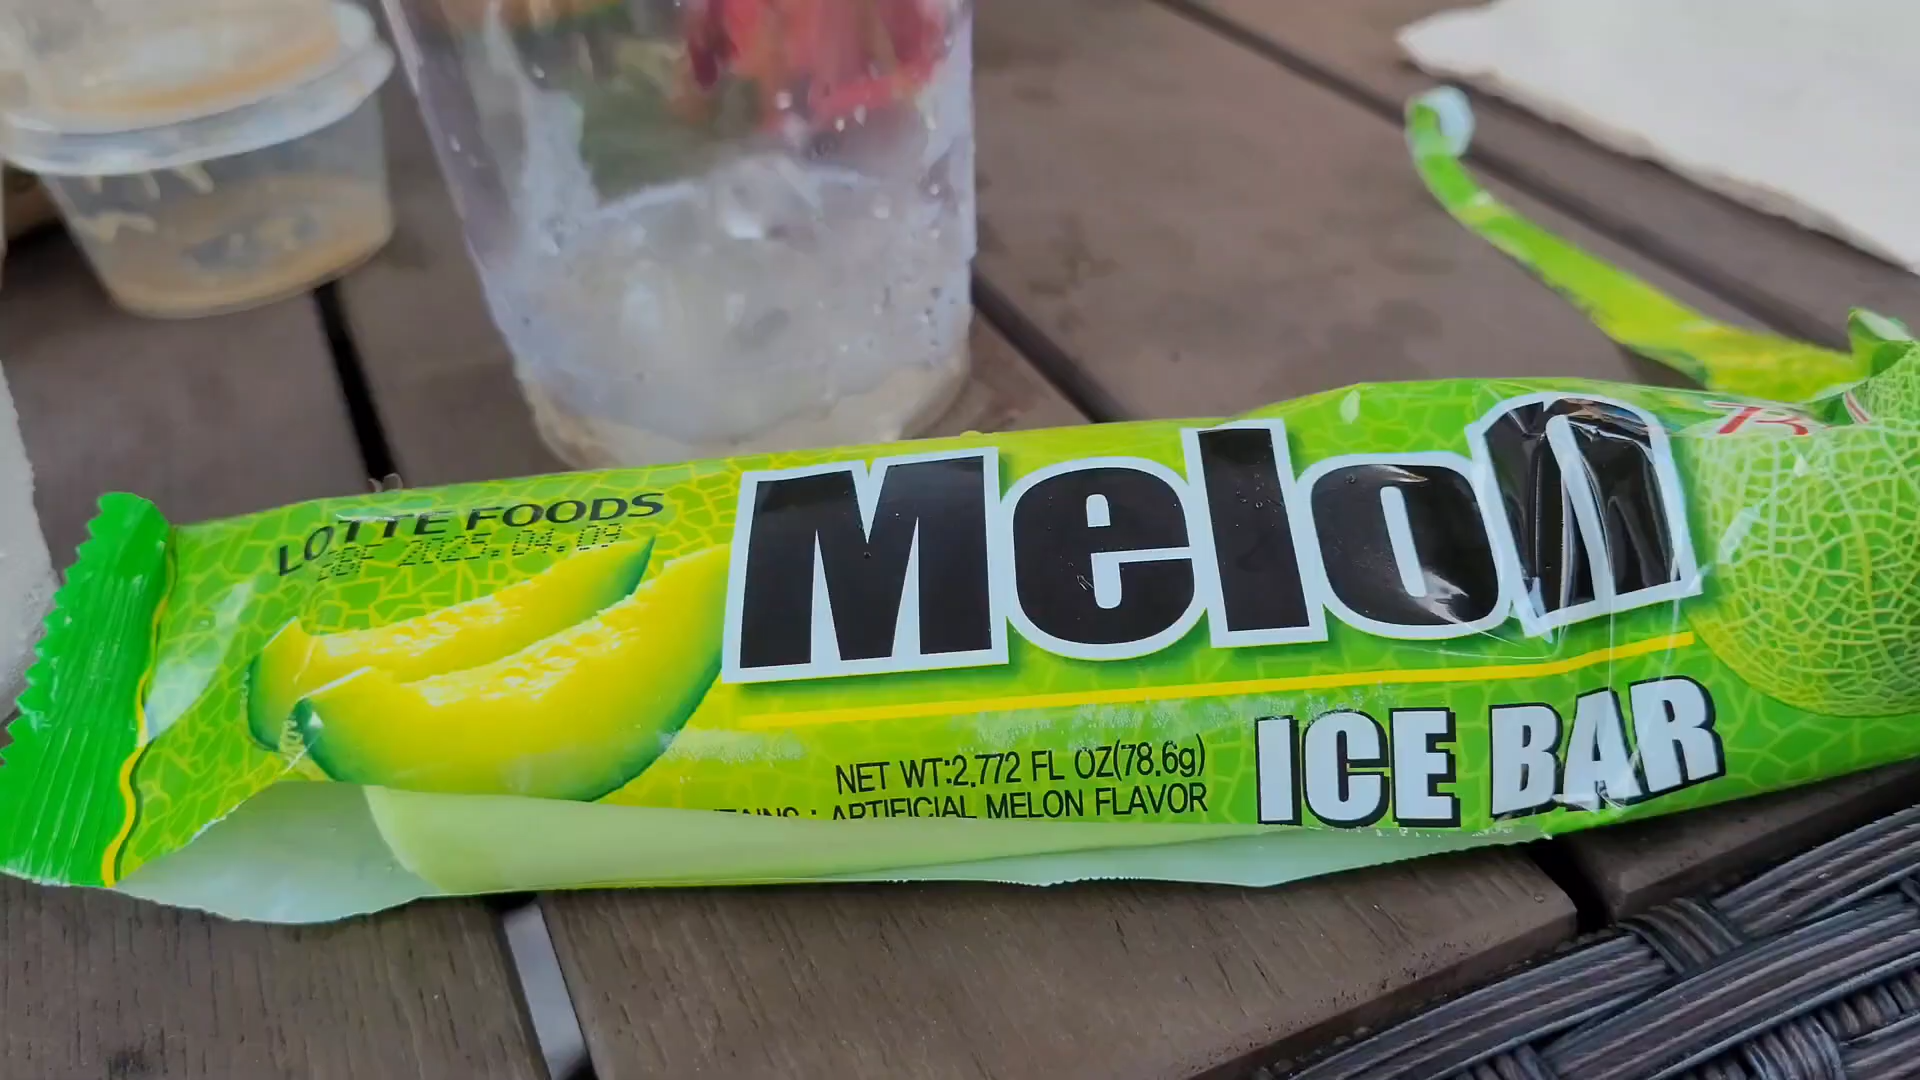 LOTTE FOODS
BBF 2025.04.09
Melon
NET WT:2.772 FL OZ(78.6g)
ARTIFICIAL MELON FLAVOR
ICE BAR